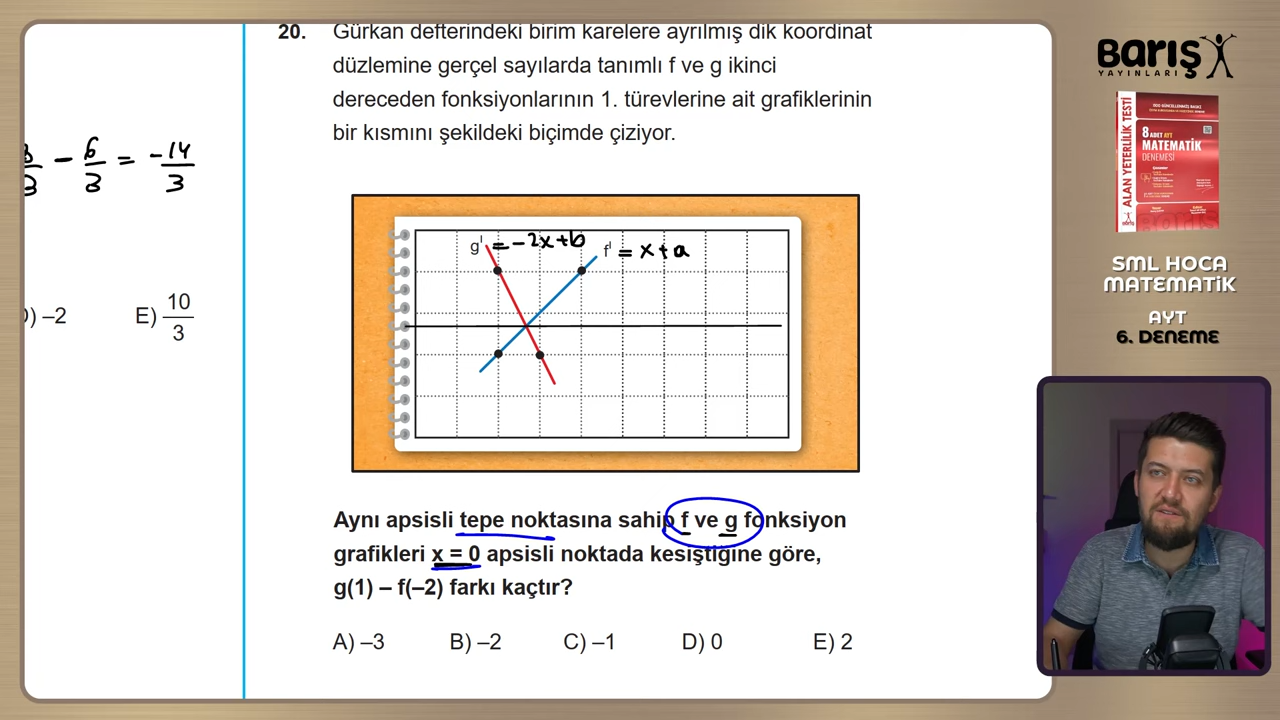 20. Gürkan defterindeki birim karelere ayrılmış dik koordinat
düzlemine gerçel sayılarda tanımlı f ve g ikinci
dereceden fonksiyonlarının 1. türevlerine ait grafiklerinin
bir kısmını şekildeki biçimde çiziyor.
g' = -2x+b
f' = x+a
Aynı apsisli tepe noktasına sahip f ve g fonksiyon
grafikleri x = 0 apsisli noktada kesiştiğine göre,
g(1) – f(–2) farkı kaçtır?
A) –3 B) –2 C) –1 D) 0 E) 2
– 6/3 = –14/3
–2 E) 10/3
BARIŞ
YAYINLARI
ALAN YETERLİLİK TESTİ
8 ADET AYT
MATEMATİK
DENEMESİ
SML HOCA
MATEMATİK
AYT
6. DENEME